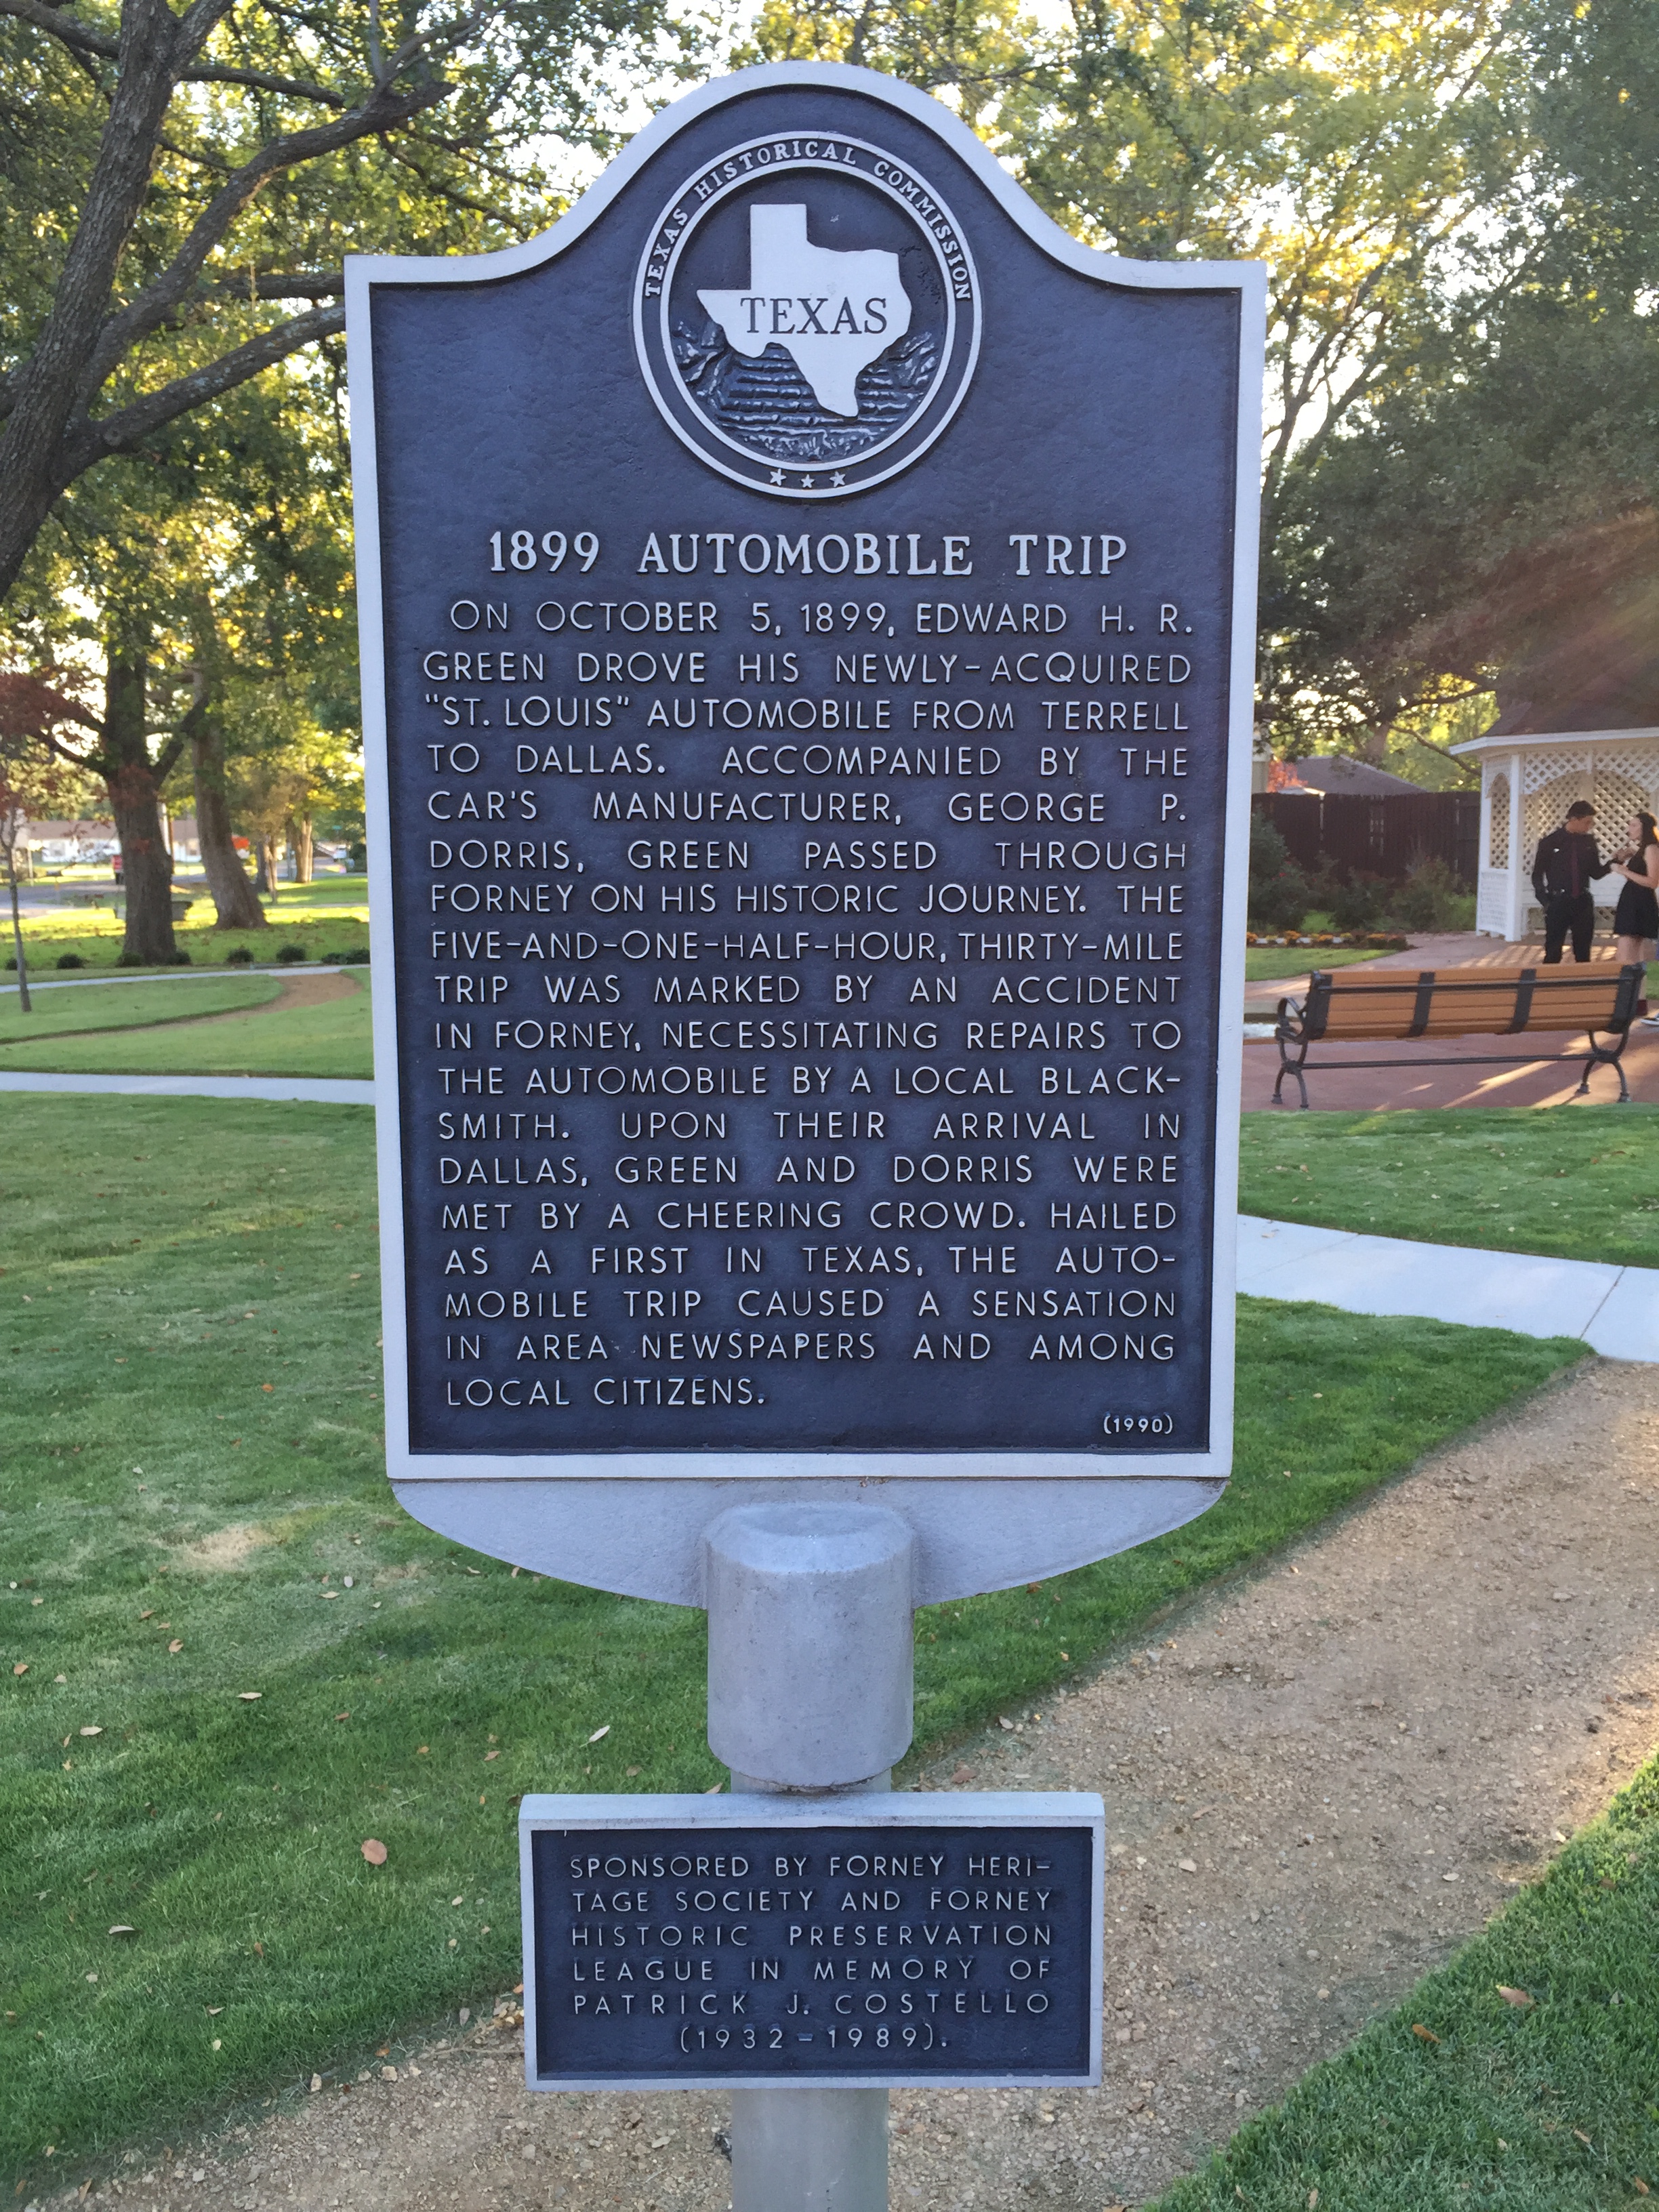 TEXAS HISTORICAL COMMISSION
TEXAS
1899 AUTOMOBILE TRIP
ON OCTOBER 5, 1899, EDWARD H. R.
GREEN DROVE HIS NEWLY-ACQUIRED
"ST. LOUIS" AUTOMOBILE FROM TERRELL
TO DALLAS. ACCOMPANIED BY THE
CAR'S MANUFACTURER, GEORGE P.
DORRIS, GREEN PASSED THROUGH
FORNEY ON HIS HISTORIC JOURNEY. THE
FIVE-AND-ONE-HALF-HOUR, THIRTY-MILE
TRIP WAS MARKED BY AN ACCIDENT
IN FORNEY, NECESSITATING REPAIRS TO
THE AUTOMOBILE BY A LOCAL BLACK-
SMITH. UPON THEIR ARRIVAL IN
DALLAS, GREEN AND DORRIS WERE
MET BY A CHEERING CROWD. HAILED
AS A FIRST IN TEXAS, THE AUTO-
MOBILE TRIP CAUSED A SENSATION
IN AREA NEWSPAPERS AND AMONG
LOCAL CITIZENS.
(1990)
SPONSORED BY FORNEY HERI-
TAGE SOCIETY AND FORNEY
HISTORIC PRESERVATION
LEAGUE IN MEMORY OF
PATRICK J. COSTELLO
(1932-1989).